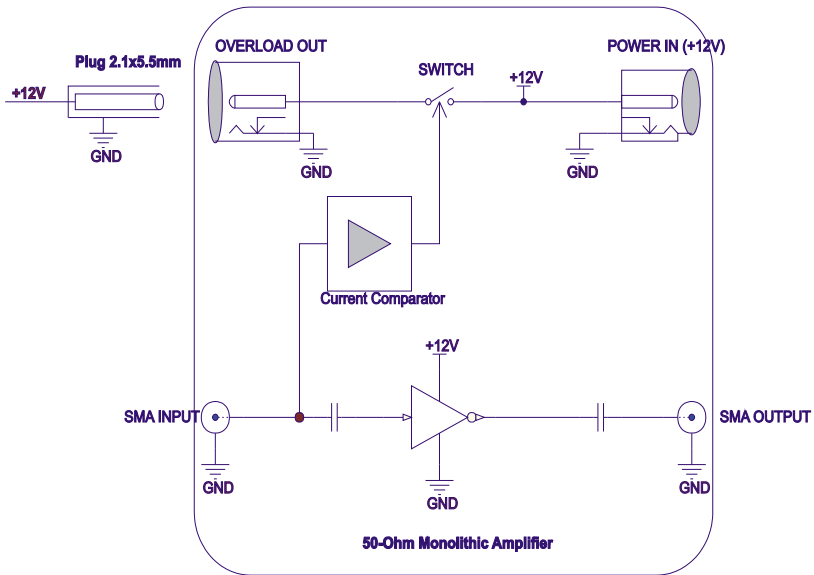 OVERLOAD OUT
POWER IN (+12V)
Plug 2.1x5.5mm
SWITCH
+12V
+12V
GND
GND
GND
Current Comparator
+12V
SMA INPUT
SMA OUTPUT
GND
GND
GND
50-Ohm Monolithic Amplifier